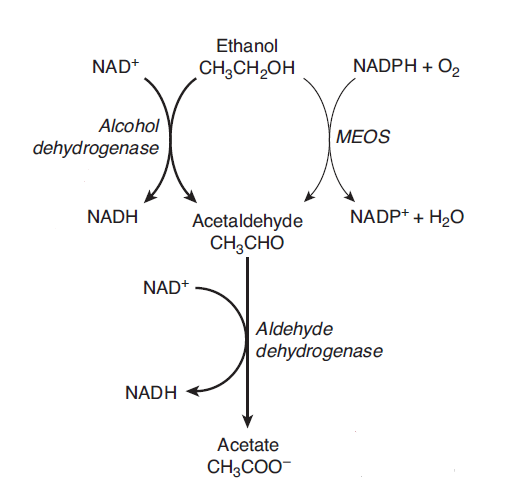 Ethanol
NAD⁺ CH₃CH₂OH NADPH + O₂
Alcohol
dehydrogenase
MEOS
NADH Acetaldehyde NADP⁺ + H₂O
CH₃CHO
NAD⁺
Aldehyde
dehydrogenase
NADH
Acetate
CH₃COO⁻